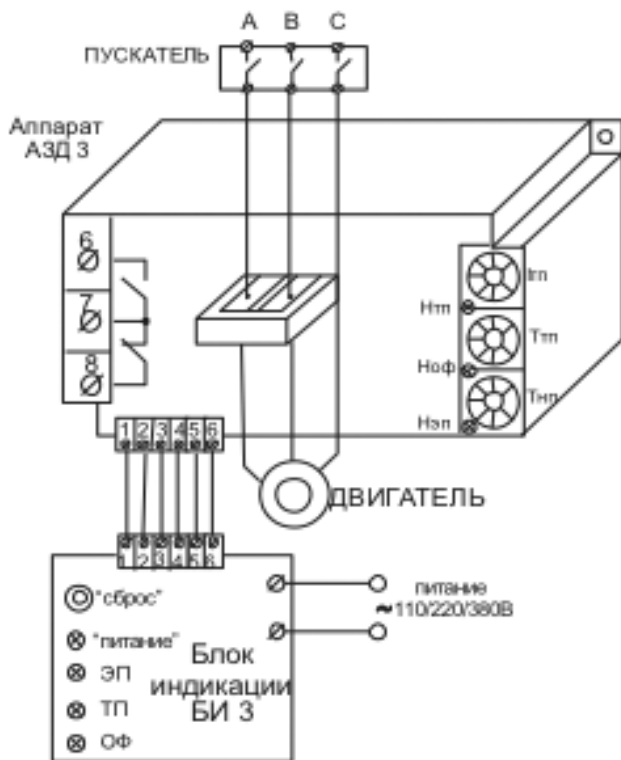 A B C
ПУСКАТЕЛЬ
Аппарат
АЗД 3
6
7
8
Iтп
Нтп
Ттп
Ноф
Тнп
Нэп
1 2 3 4 5 6
ДВИГАТЕЛЬ
1 2 3 4 5 6
"сброс"
питание
~110/220/380В
"питание"
Блок
ЭП
индикации
ТП
БИ 3
ОФ